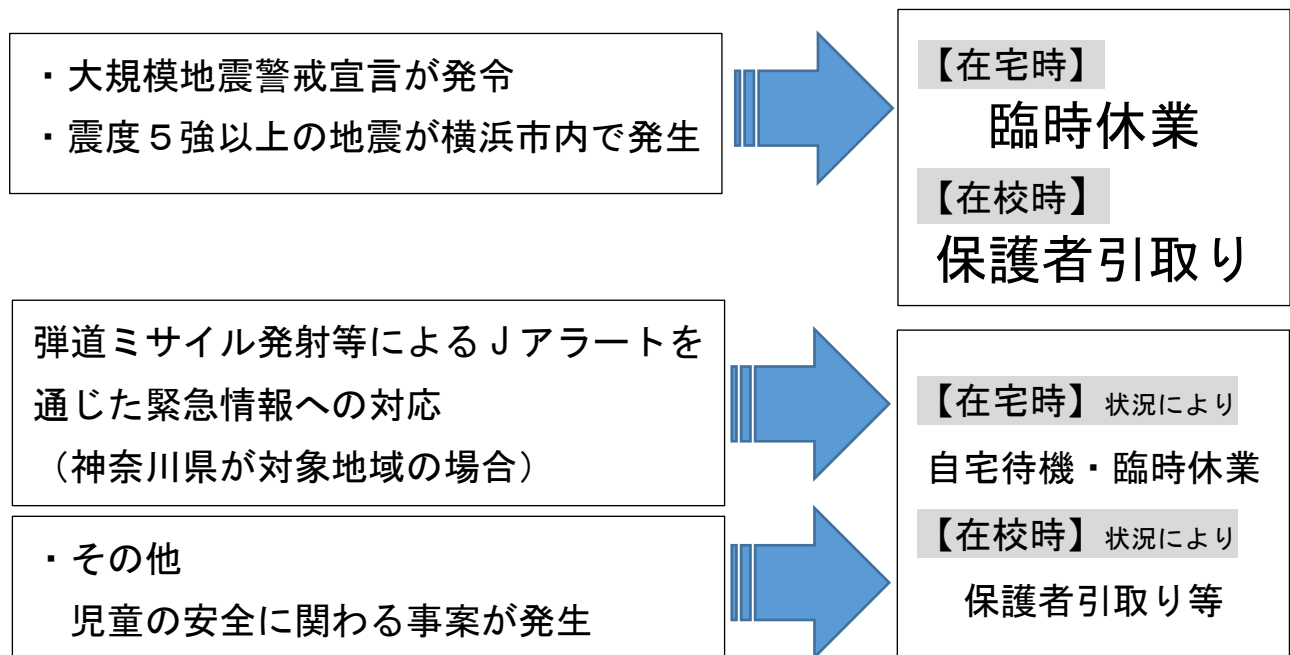 ・大規模地震警戒宣言が発令
・震度５強以上の地震が横浜市内で発生
【在宅時】
臨時休業
【在校時】
保護者引取り
弾道ミサイル発射等によるＪアラートを
通じた緊急情報への対応
（神奈川県が対象地域の場合）
・その他
児童の安全に関わる事案が発生
【在宅時】状況により
自宅待機・臨時休業
【在校時】状況により
保護者引取り等